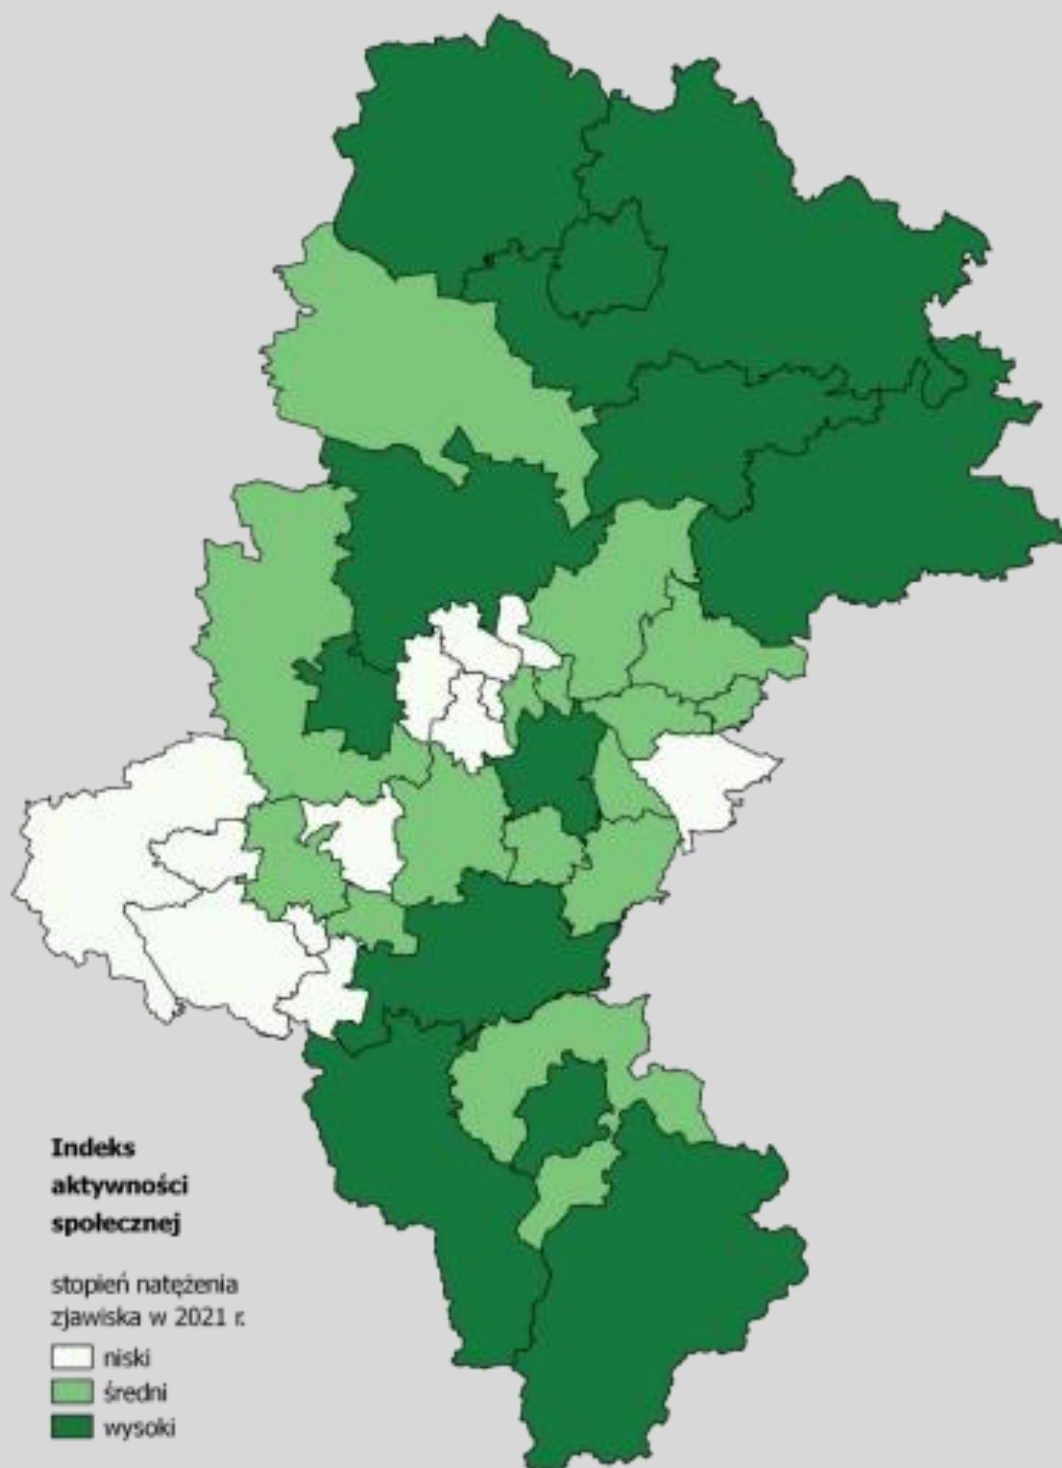 Indeks
aktywności
społecznej
stopień natężenia
zjawiska w 2021 r.
niski
średni
wysoki